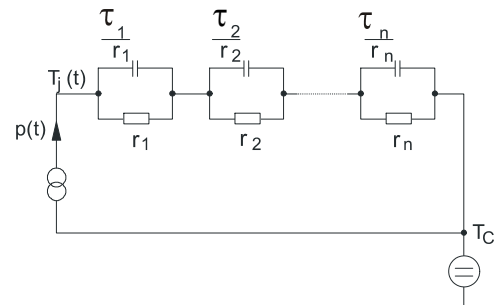 τ1 τ2 τn
r1 r2 rn
Tj (t)
p(t)
r1 r2 rn
TC